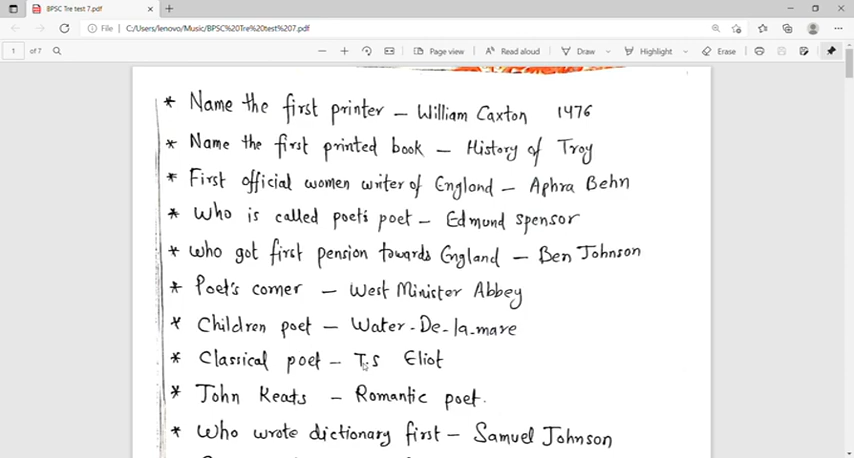 BPSC Tre test 7.pdf
File C:/Users/lenovo/Music/BPSC%20Tre%20test%207.pdf
1 of 7 Page view Read aloud Draw Highlight Erase
* Name the first printer – William Caxton 1476
* Name the first printed book – History of Troy
* First official women writer of England – Aphra Behn
* Who is called poet's poet – Edmund Spensor
* Who got first pension towards England – Ben Johnson
* Poet's corner – West Minister Abbey
* Children poet – Water-De-la-mare
* Classical poet – T.S Eliot
* John Keats – Romantic poet.
* Who wrote dictionary first – Samuel Johnson